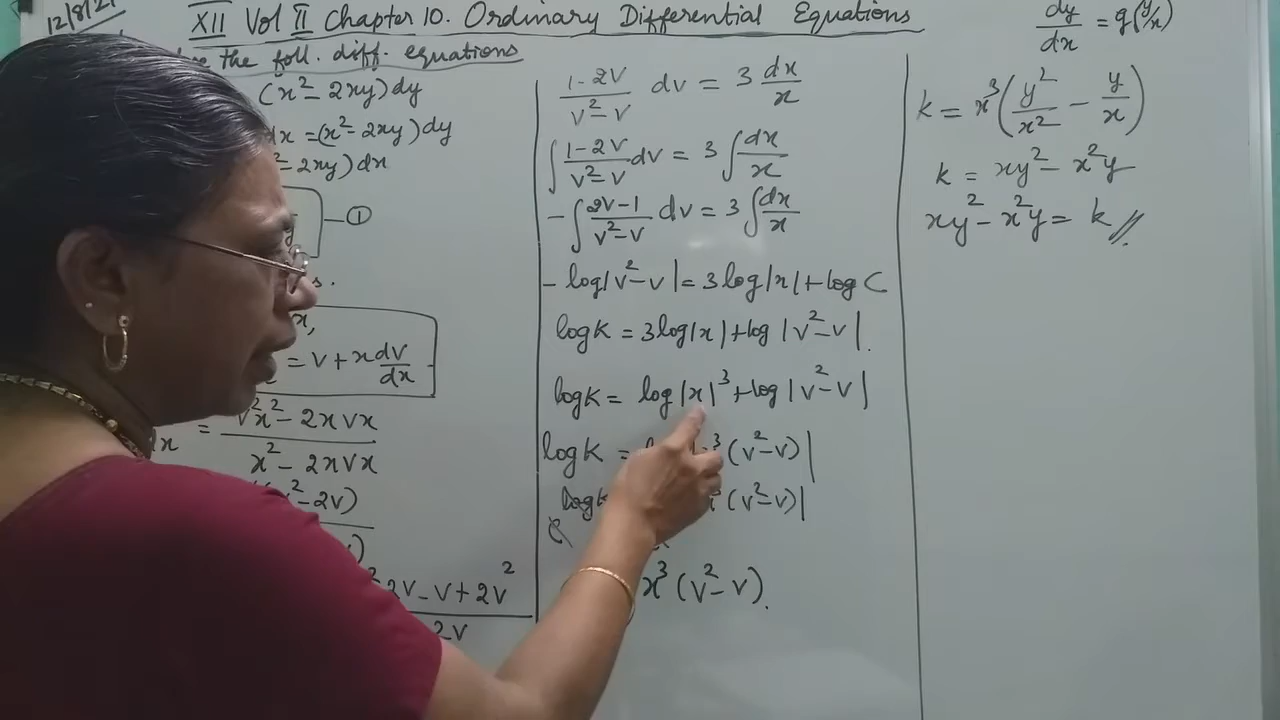 12/8/21
XII Vol II Chapter 10. Ordinary Differential Equations
the foll. diff. equations
(x² - 2xy) dy
dx = (x² - 2xy) dy
² - 2xy) dx
— ①
s.
x,
= v + x dv/dx
x = (v²x² - 2xvx)/(x² - 2xvx)
² - 2v)
2v - v + 2v²
2v
(1-2v)/(v²-v) dv = 3 dx/x
∫ (1-2v)/(v²-v) dv = 3 ∫ dx/x
- ∫ (2v-1)/(v²-v) dv = 3 ∫ dx/x
- log|v²-v| = 3 log|x| + log C
log K = 3 log|x| + log |v²-v|.
log K = log |x|³ + log |v²-v|
log K = ³ (v²-v)|
log (v²-v)|
x³ (v²-v).
dy/dx = g(y/x)
k = x³ (y²/x² - y/x)
k = xy² - x²y
xy² - x²y = k //